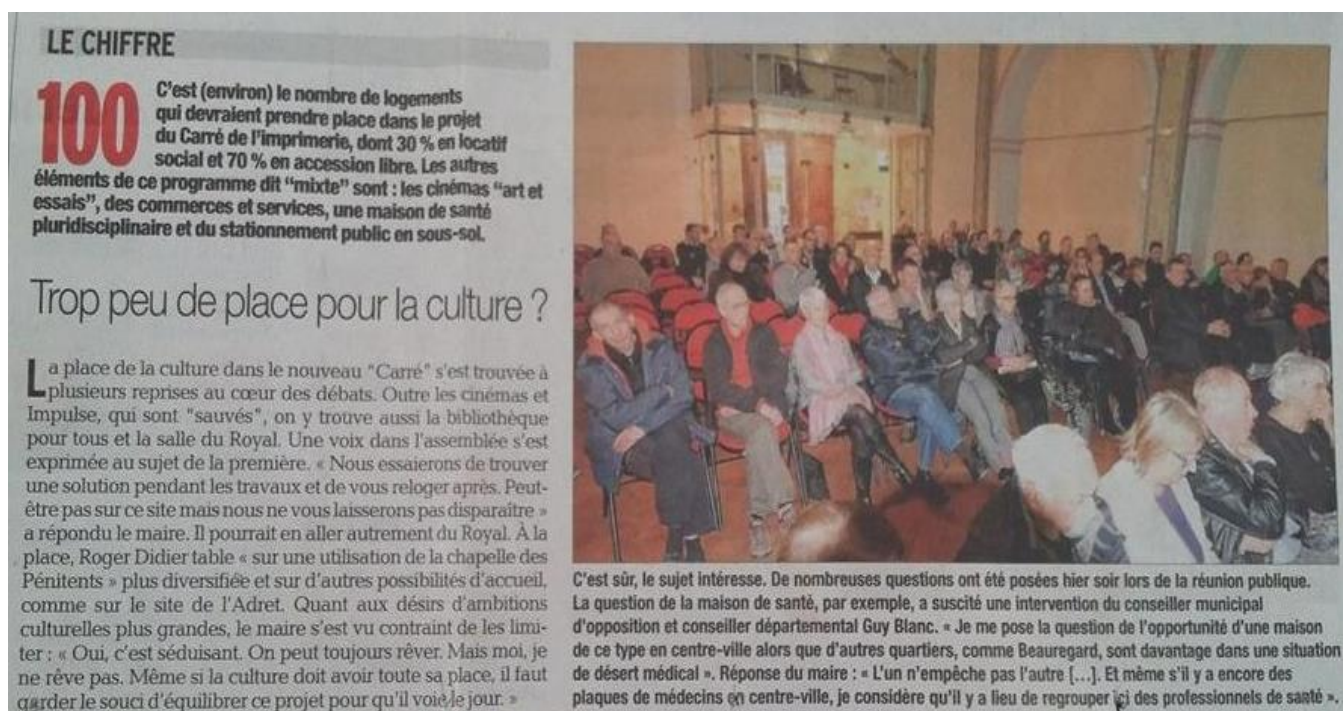 LE CHIFFRE
100
C'est (environ) le nombre de logements
qui devraient prendre place dans le projet
du Carré de l'imprimerie, dont 30 % en locatif
social et 70 % en accession libre. Les autres
éléments de ce programme dit "mixte" sont : les cinémas "art et
essais", des commerces et services, une maison de santé
pluridisciplinaire et du stationnement public en sous-sol.
Trop peu de place pour la culture ?
La place de la culture dans le nouveau "Carré" s'est trouvée à
plusieurs reprises au cœur des débats. Outre les cinémas et
Impulse, qui sont "sauvés", on y trouve aussi la bibliothèque
pour tous et la salle du Royal. Une voix dans l'assemblée s'est
exprimée au sujet de la première. « Nous essaierons de trouver
une solution pendant les travaux et de vous reloger après. Peut-
être pas sur ce site mais nous ne vous laisserons pas disparaître »
a répondu le maire. Il pourrait en aller autrement du Royal. À la
place, Roger Didier table « sur une utilisation de la chapelle des
Pénitents » plus diversifiée et sur d'autres possibilités d'accueil,
comme sur le site de l'Adret. Quant aux désirs d'ambitions
culturelles plus grandes, le maire s'est vu contraint de les limi-
ter : « Oui, c'est séduisant. On peut toujours rêver. Mais moi, je
ne rêve pas. Même si la culture doit avoir toute sa place, il faut
garder le souci d'équilibrer ce projet pour qu'il voie le jour. »
C'est sûr, le sujet intéresse. De nombreuses questions ont été posées hier soir lors de la réunion publique.
La question de la maison de santé, par exemple, a suscité une intervention du conseiller municipal
d'opposition et conseiller départemental Guy Blanc. « Je me pose la question de l'opportunité d'une maison
de ce type en centre-ville alors que d'autres quartiers, comme Beauregard, sont davantage dans une situation
de désert médical ». Réponse du maire : « L'un n'empêche pas l'autre [...]. Et même s'il y a encore des
plaques de médecins en centre-ville, je considère qu'il y a lieu de regrouper ici des professionnels de santé ».